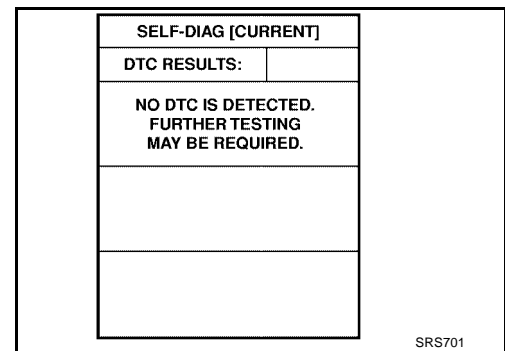 SELF-DIAG [CURRENT]
DTC RESULTS:
NO DTC IS DETECTED.
FURTHER TESTING
MAY BE REQUIRED.
SRS701